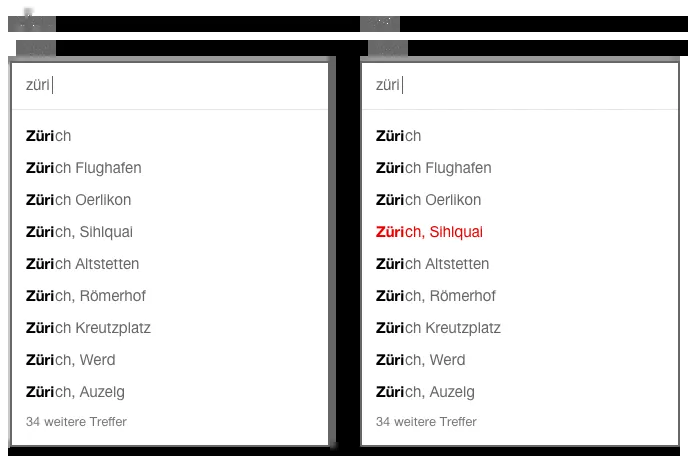 züri
Zürich
Zürich Flughafen
Zürich Oerlikon
Zürich, Sihlquai
Zürich Altstetten
Zürich, Römerhof
Zürich Kreutzplatz
Zürich, Werd
Zürich, Auzelg
34 weitere Treffer
züri
Zürich
Zürich Flughafen
Zürich Oerlikon
Zürich, Sihlquai
Zürich Altstetten
Zürich, Römerhof
Zürich Kreutzplatz
Zürich, Werd
Zürich, Auzelg
34 weitere Treffer